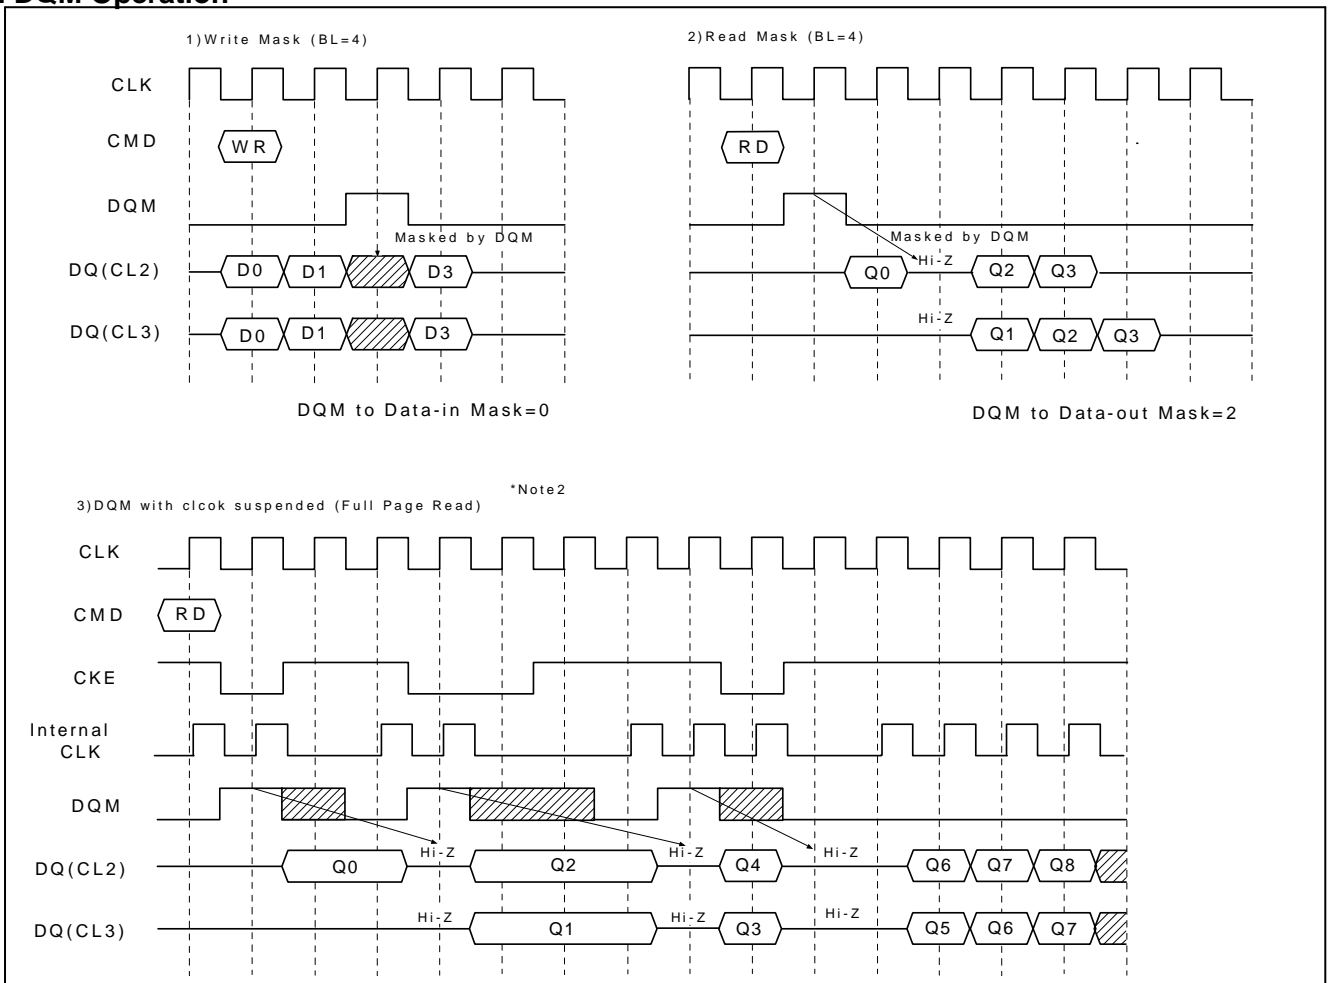 DQM Operation
1)Write Mask (BL=4)
2)Read Mask (BL=4)
CLK
CMD
WR
RD
DQM
Masked by DQM
Masked by DQM
DQ(CL2)
D0
D1
D3
Q0
Hi-Z
Q2
Q3
DQ(CL3)
D0
D1
D3
Hi-Z
Q1
Q2
Q3
DQM to Data-in Mask=0
DQM to Data-out Mask=2
*Note2
3)DQM with clcok suspended (Full Page Read)
CLK
CMD
RD
CKE
Internal
CLK
DQM
DQ(CL2)
Q0
Hi-Z
Q2
Hi-Z
Q4
Hi-Z
Q6
Q7
Q8
DQ(CL3)
Hi-Z
Q1
Hi-Z
Q3
Hi-Z
Q5
Q6
Q7